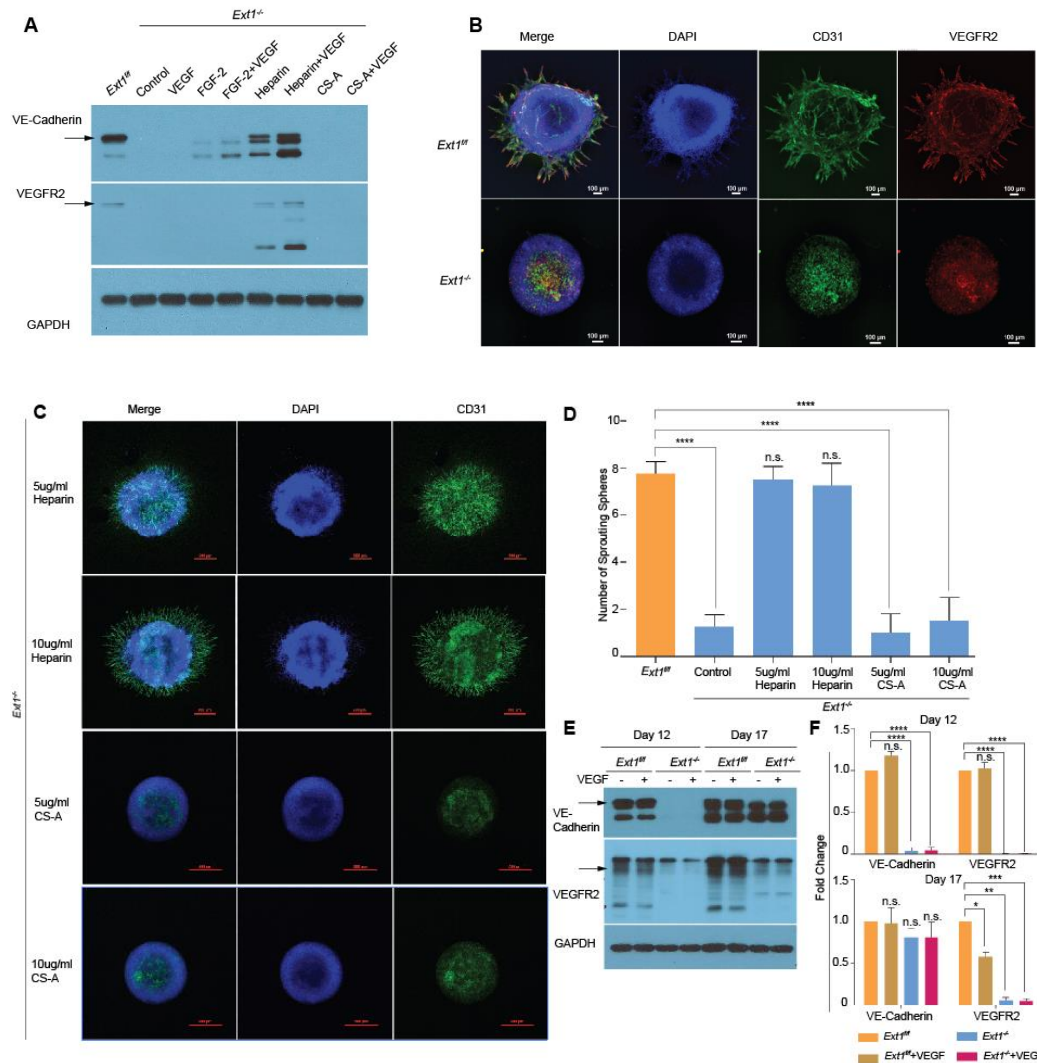 A
Ext1-/-
Ext1f/f
Control
VEGF
FGF-2
FGF-2+VEGF
Heparin
Heparin+VEGF
CS-A
CS-A+VEGF
VE-Cadherin
VEGFR2
GAPDH
B
Merge
DAPI
CD31
VEGFR2
Ext1f/f
100 µm
100 µm
100 µm
100 µm
Ext1-/-
100 µm
100 µm
100 µm
100 µm
C
Merge
DAPI
CD31
Ext1-/-
5ug/ml
Heparin
10ug/ml
Heparin
5ug/ml
CS-A
10ug/ml
CS-A
D
Number of Sprouting Spheres
10
8
6
4
2
0
****
****
****
n.s.
n.s.
Ext1f/f
Control
5ug/ml
Heparin
10ug/ml
Heparin
5ug/ml
CS-A
10ug/ml
CS-A
Ext1-/-
E
Day 12
Day 17
Ext1f/f
Ext1-/-
Ext1f/f
Ext1-/-
- + - + - + - + VEGF
VE-
Cadherin
VEGFR2
GAPDH
F
Day 12
Fold Change
1.5
1.0
0.5
0
****
****
n.s.
****
****
n.s.
VE-Cadherin
VEGFR2
Day 17
1.5
1.0
0.5
0
n.s.
n.s.
n.s.
***
**
*
VE-Cadherin
VEGFR2
Ext1f/f
Ext1-/-
Ext1f/f+VEGF
Ext1-/-+VEG